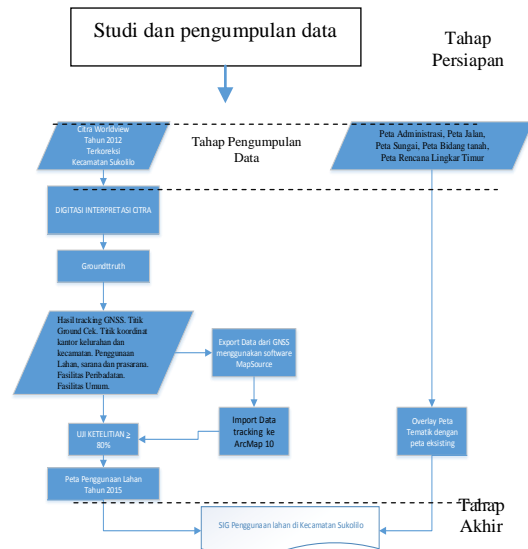 Studi dan pengumpulan data
Tahap
Persiapan
Citra Worldview
Tahun 2012
Terkoreksi
Kecamatan Sukolilo
Tahap Pengumpulan
Data
Peta Administrasi, Peta Jalan,
Peta Sungai, Peta Bidang tanah,
Peta Rencana Lingkar Timur
DIGITASI INTERPRETASI CITRA
Groundttruth
Hasil tracking GNSS. Titik
Ground Cek. Titik koordinat
kantor kelurahan dan
kecamatan. Penggunaan
Lahan, sarana dan prasarana.
Fasilitas Peribadatan.
Fasilitas Umum.
Export Data dari GNSS
menggunakan software
MapSource
Import Data
tracking ke
ArcMap 10
UJI KETELITIAN ≥
80%
Overlay Peta
Tematik dengan
peta eksisting
Peta Penggunaan Lahan
Tahun 2015
Tahap
Akhir
SIG Penggunaan lahan di Kecamatan Sukolilo